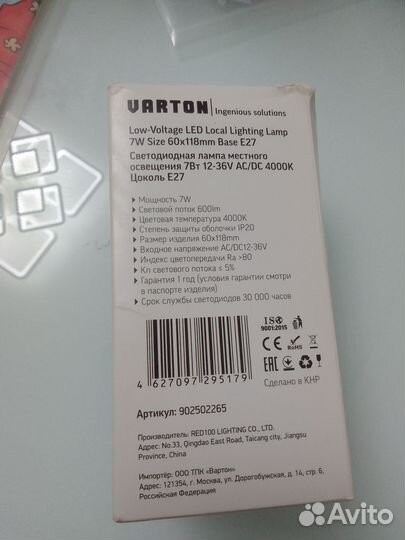 VARTON Ingenious solutions
Low-Voltage LED Local Lighting Lamp
7W Size 60x118mm Base E27
Светодиодная лампа местного
освещения 7Вт 12-36V AC/DC 4000K
Цоколь E27
• Мощность 7W
• Световой поток 600lm
• Цветовая температура 4000K
• Степень защиты оболочки IP20
• Размер изделия 60x118mm
• Входное напряжение AC/DC12-36V
• Индекс цветопередачи Ra >80
• Кп светового потока ≤ 5%
• Гарантия 1 год (условия гарантии смотри
в паспорте изделия)
• Срок службы светодиодов 30 000 часов
ISO
9001:2015
CE RoHS
EAC
4 627097 295179
Сделано в КНР
Артикул: 902502265
Производитель: RED100 LIGHTING CO., LTD.
Адрес: No.33, Qingdao East Road, Taicang city, Jiangsu
Province, China
Импортёр: ООО ТПК «Вартон»
Адрес: 121354, г. Москва, ул. Дорогобужская, д. 14, стр. 6,
Российская Федерация
Avito